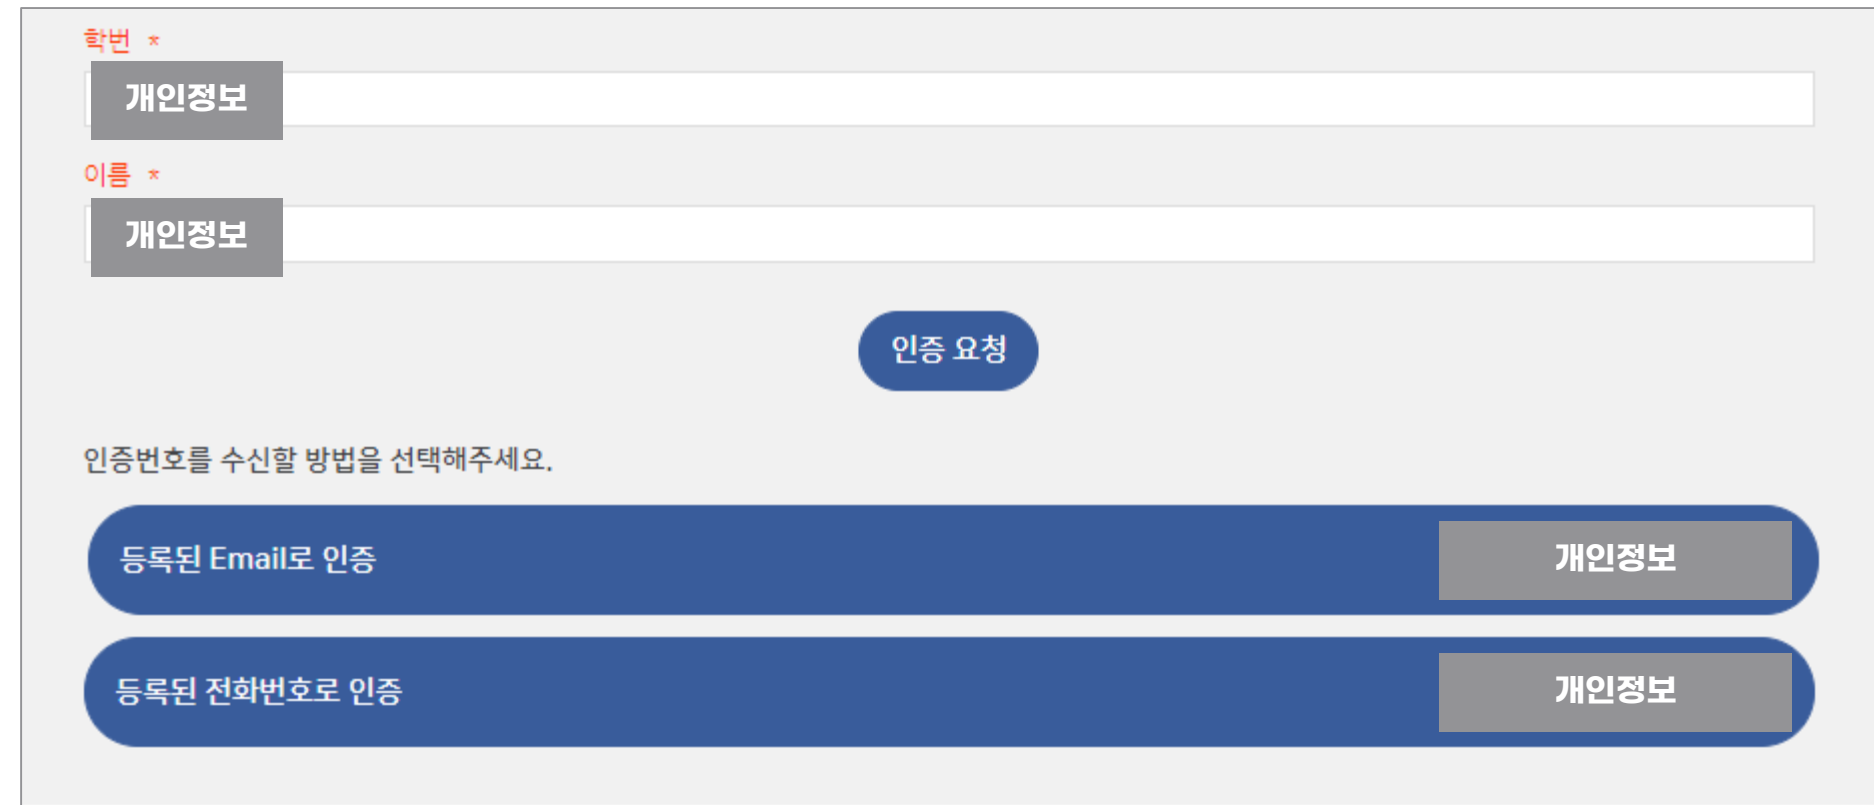 학번 *
개인정보
이름 *
개인정보
인증 요청
인증번호를 수신할 방법을 선택해주세요.
등록된 Email로 인증 개인정보
등록된 전화번호로 인증 개인정보